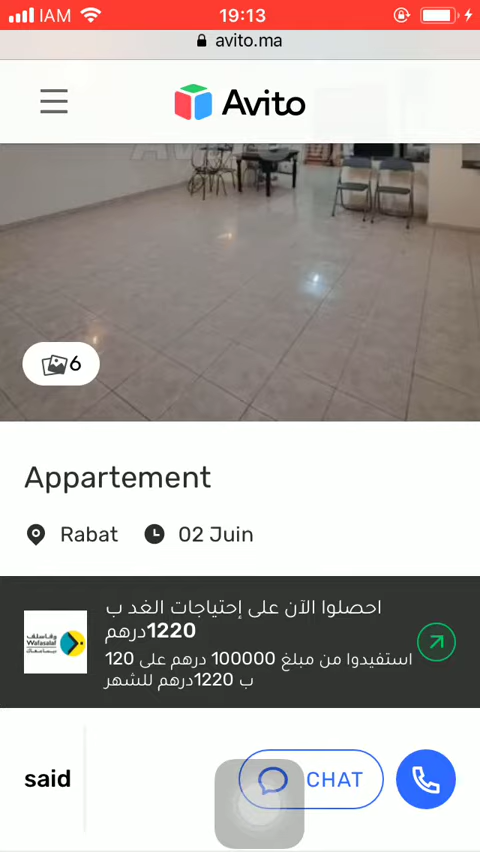 IAM 19:13
avito.ma
Avito
6
Appartement
Rabat 02 Juin
احصلوا الآن على إحتياجات الغد ب
1220درهم
استفيدوا من مبلغ 100000 درهم على 120
ب 1220درهم للشهر
وفاسلف
Wafasalaf
said
CHAT